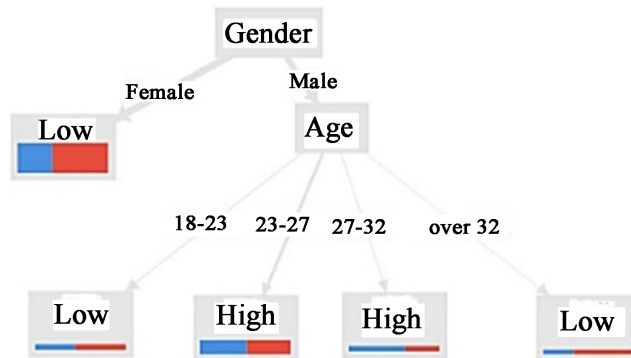 Gender
Female
Male
Low
Age
18-23
23-27
27-32
over 32
Low
High
High
Low